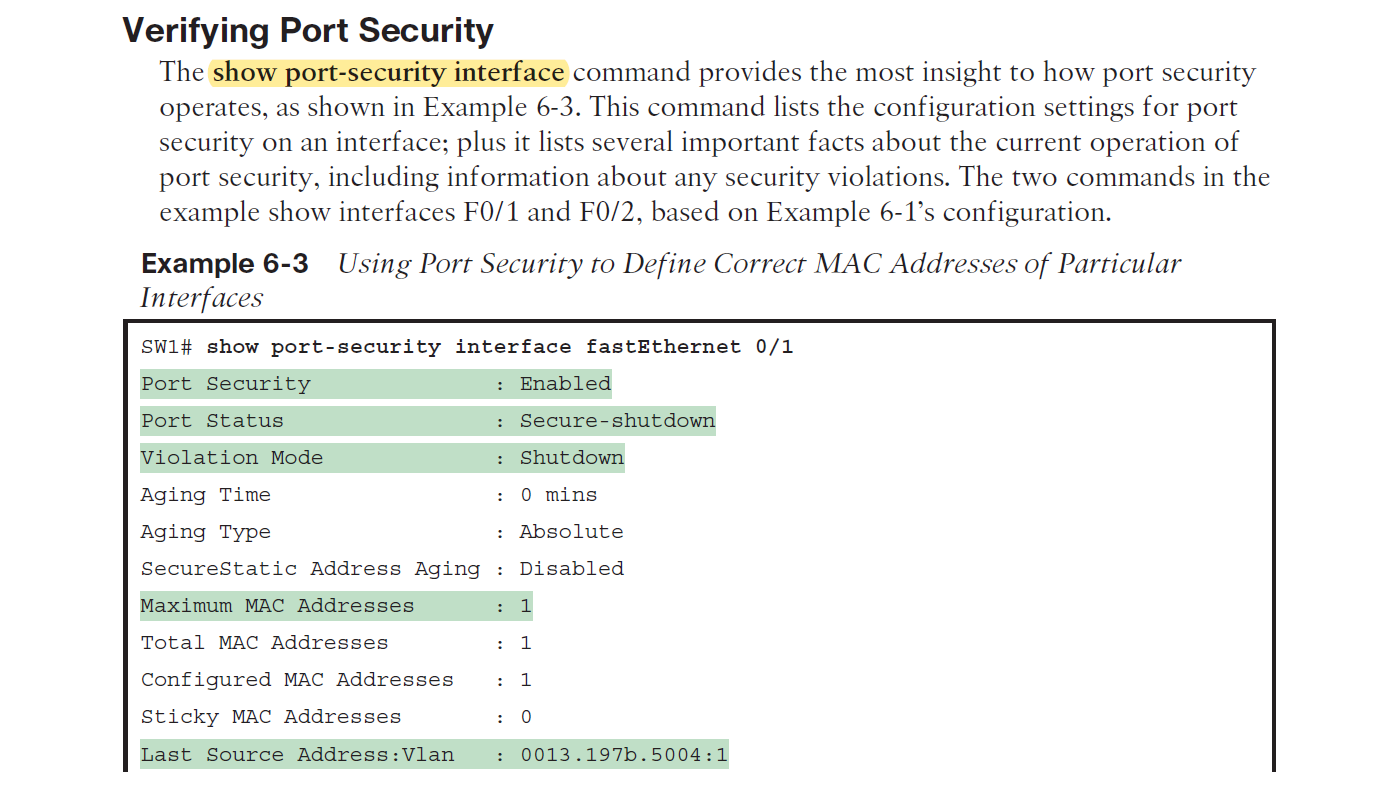 Verifying Port Security
The show port-security interface command provides the most insight to how port security
operates, as shown in Example 6-3. This command lists the configuration settings for port
security on an interface; plus it lists several important facts about the current operation of
port security, including information about any security violations. The two commands in the
example show interfaces F0/1 and F0/2, based on Example 6-1’s configuration.
Example 6-3 Using Port Security to Define Correct MAC Addresses of Particular
Interfaces
SW1# show port-security interface fastEthernet 0/1
Port Security : Enabled
Port Status : Secure-shutdown
Violation Mode : Shutdown
Aging Time : 0 mins
Aging Type : Absolute
SecureStatic Address Aging : Disabled
Maximum MAC Addresses : 1
Total MAC Addresses : 1
Configured MAC Addresses : 1
Sticky MAC Addresses : 0
Last Source Address:Vlan : 0013.197b.5004:1